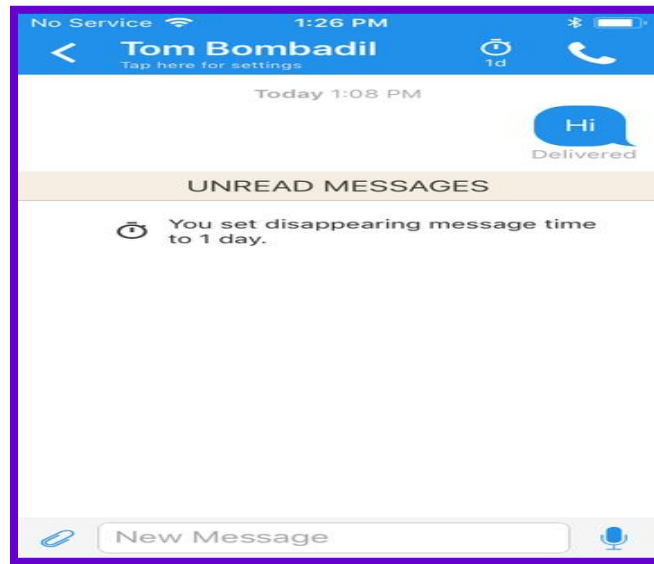 No Service 1:26 PM
Tom Bombadil
Tap here for settings
1d
Today 1:08 PM
Hi
Delivered
UNREAD MESSAGES
You set disappearing message time
to 1 day.
New Message